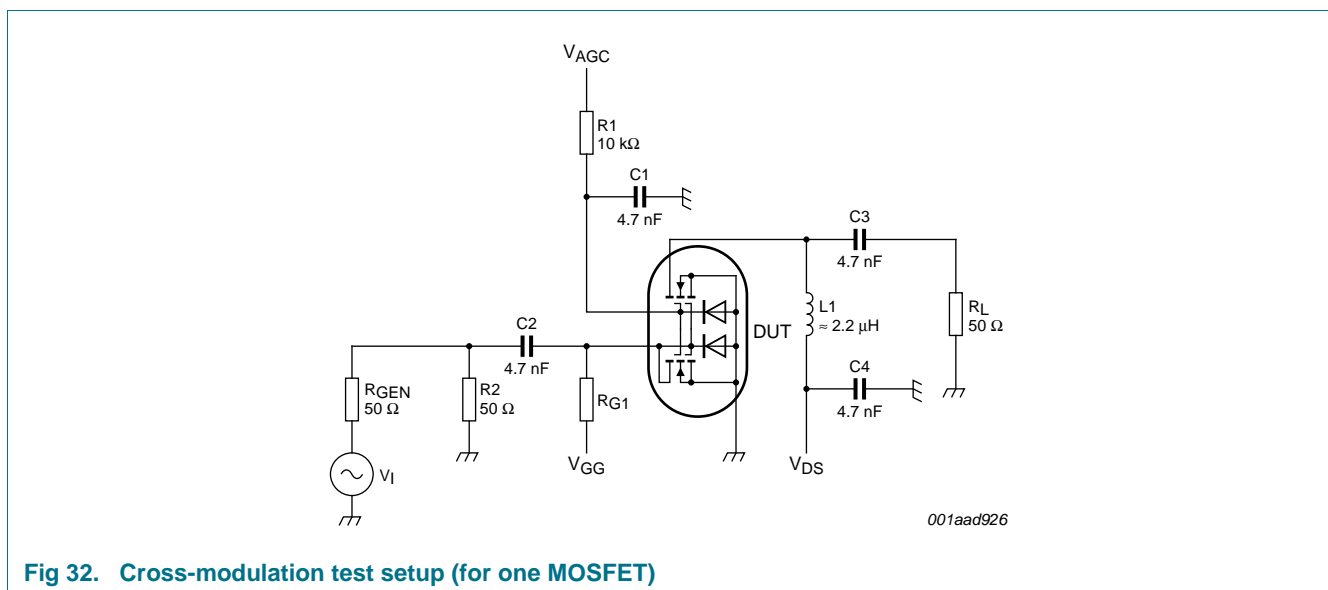 VAGC
R1
10 kΩ
C1
4.7 nF
C3
4.7 nF
L1
≈ 2.2 μH
RL
50 Ω
DUT
C2
4.7 nF
C4
4.7 nF
RGEN
50 Ω
R2
50 Ω
RG1
VI
VGG
VDS
001aad926
Fig 32. Cross-modulation test setup (for one MOSFET)